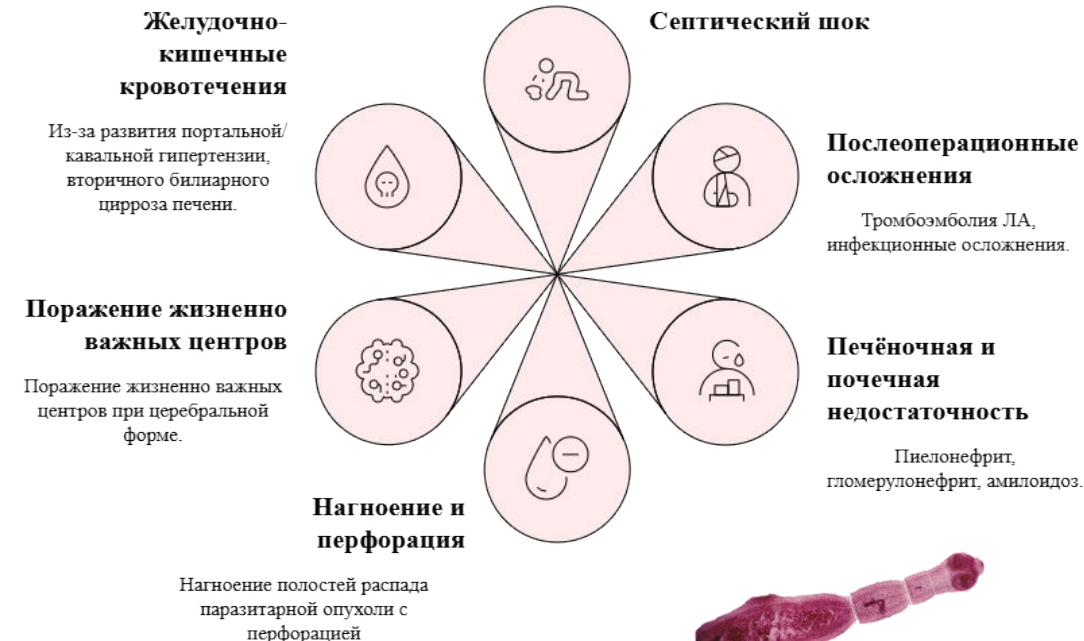 Желудочно-
кишечные
кровотечения
Из-за развития портальной/
кавальной гипертензии,
вторичного билиарного
цирроза печени.
Септический шок
Послеоперационные
осложнения
Тромбоэмболия ЛА,
инфекционные осложнения.
Поражение жизненно
важных центров
Поражение жизненно важных
центров при церебральной
форме.
Печёночная и
почечная
недостаточность
Пиелонефрит,
гломерулонефрит, амилоидоз.
Нагноение и
перфорация
Нагноение полостей распада
паразитарной опухоли с
перфорацией